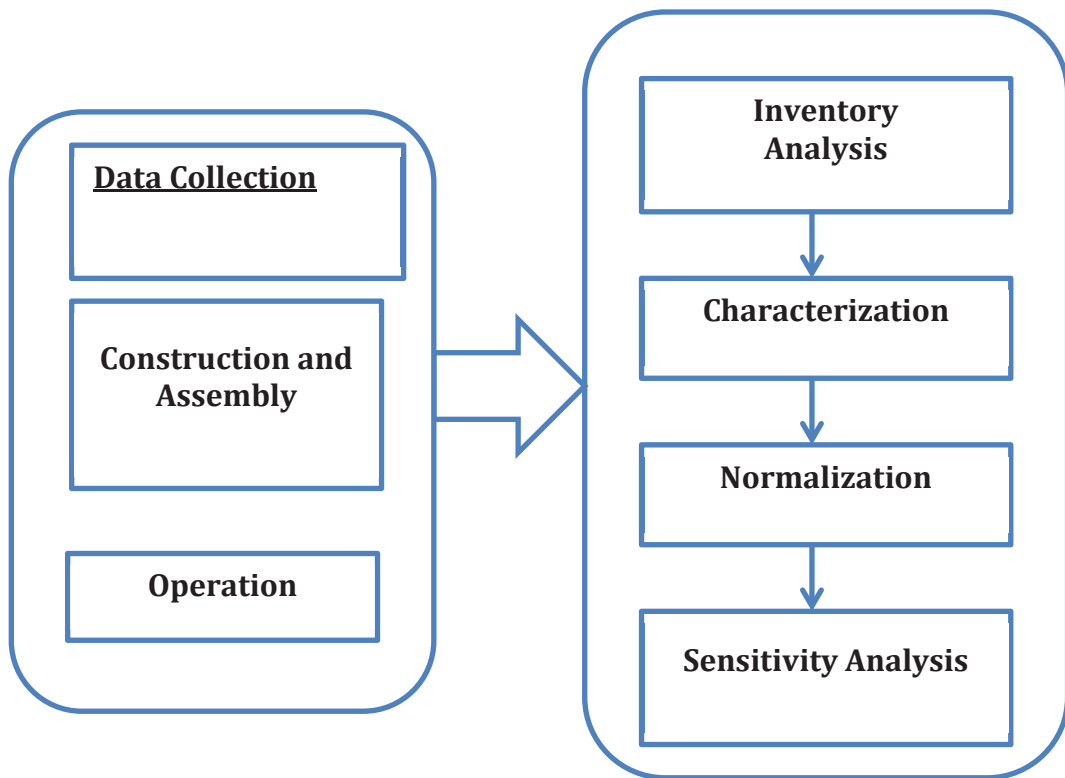 Data Collection
Construction and
Assembly
Operation
Inventory
Analysis
Characterization
Normalization
Sensitivity Analysis